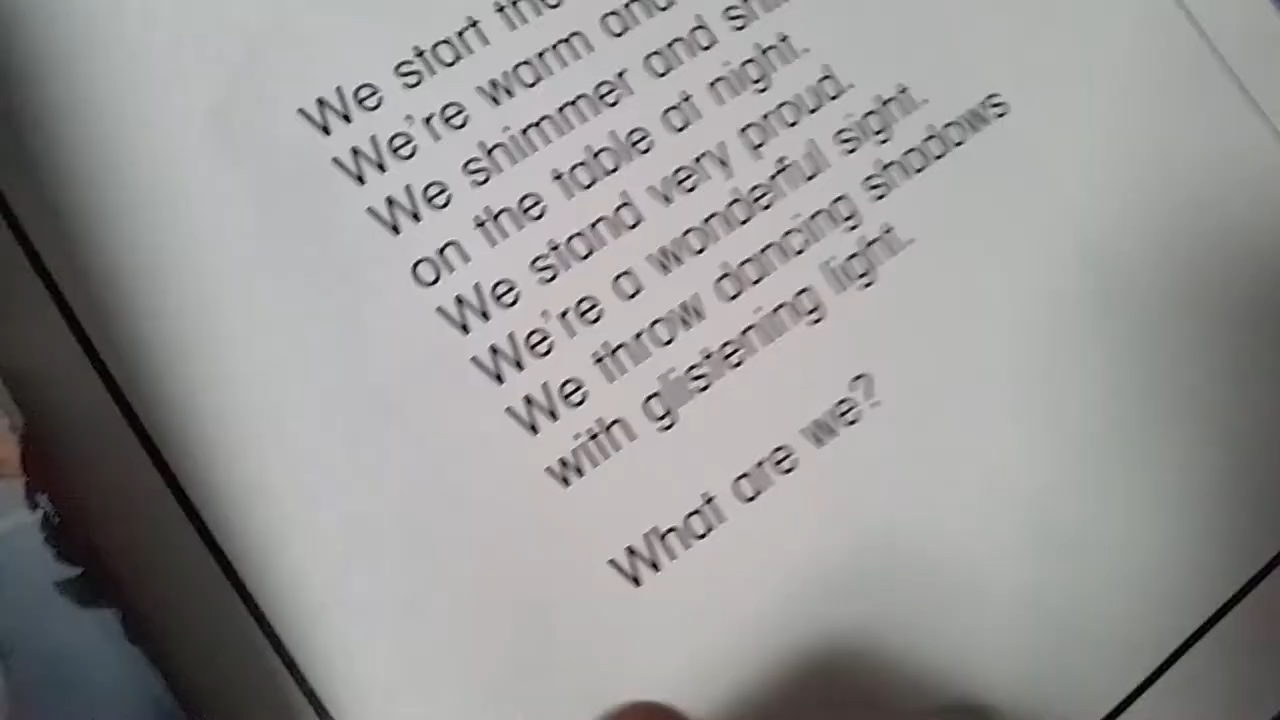 We start the
We're warm and
We shimmer and
on the table at night.
We stand very proud.
We're a wonderful sight.
We throw dancing shadows
with glistening light.
What are we?